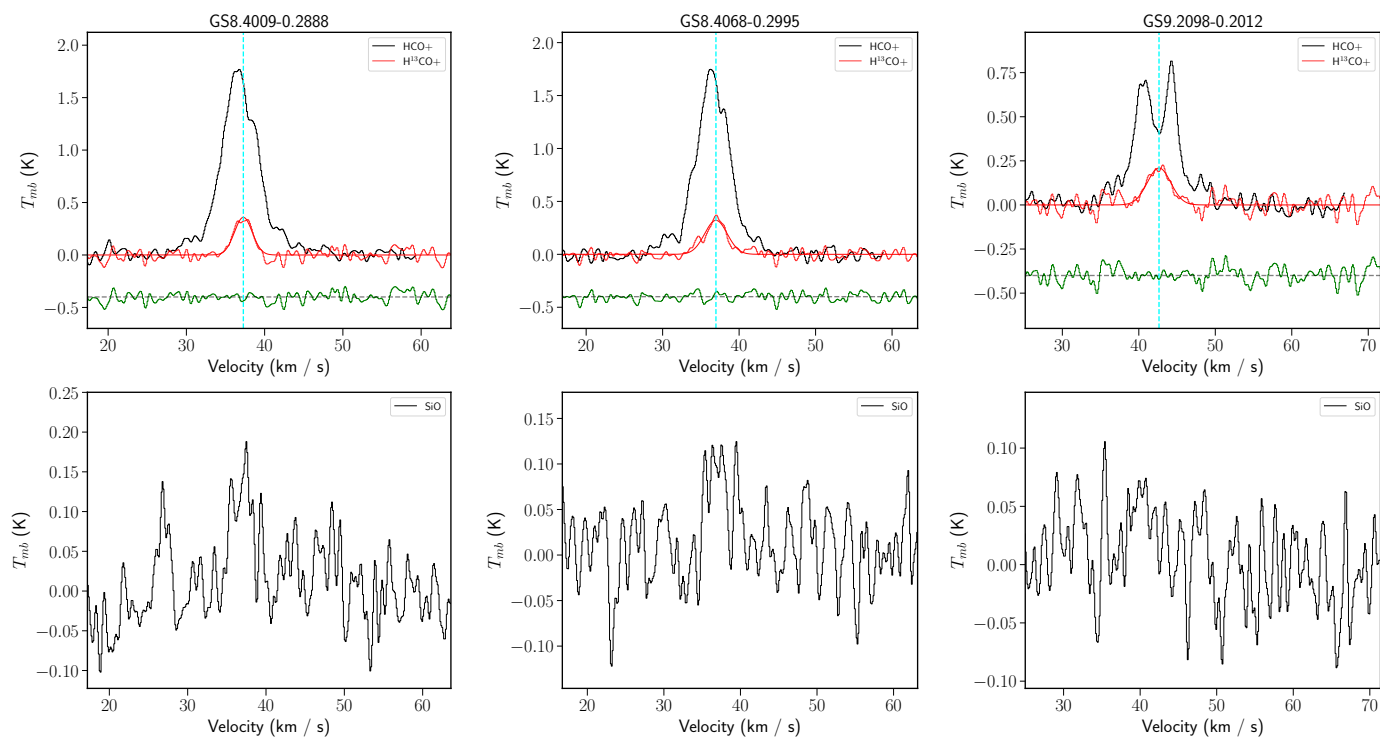 GS8.4009-0.2888
GS8.4068-0.2995
GS9.2098-0.2012
HCO+
H¹³CO+
2.0
1.5
1.0
0.5
0.0
−0.5
T_mb (K)
20 30 40 50 60
Velocity (km / s)
HCO+
H¹³CO+
2.0
1.5
1.0
0.5
0.0
−0.5
T_mb (K)
20 30 40 50 60
Velocity (km / s)
HCO+
H¹³CO+
0.75
0.50
0.25
0.00
−0.25
−0.50
T_mb (K)
30 40 50 60 70
Velocity (km / s)
SiO
0.25
0.20
0.15
0.10
0.05
0.00
−0.05
−0.10
T_mb (K)
20 30 40 50 60
Velocity (km / s)
SiO
0.15
0.10
0.05
0.00
−0.05
−0.10
T_mb (K)
20 30 40 50 60
Velocity (km / s)
SiO
0.10
0.05
0.00
−0.05
−0.10
T_mb (K)
30 40 50 60 70
Velocity (km / s)